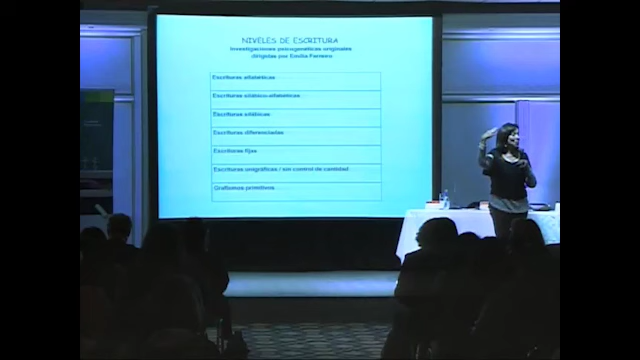 NIVELES DE ESCRITURA
Investigaciones psicogenéticas originales
dirigidas por Emilia Ferreiro
Escrituras alfabéticas
Escrituras silábico-alfabéticas
Escrituras silábicas
Escrituras diferenciadas
Escrituras fijas
Escrituras unigráficas / sin control de cantidad
Grafismos primitivos